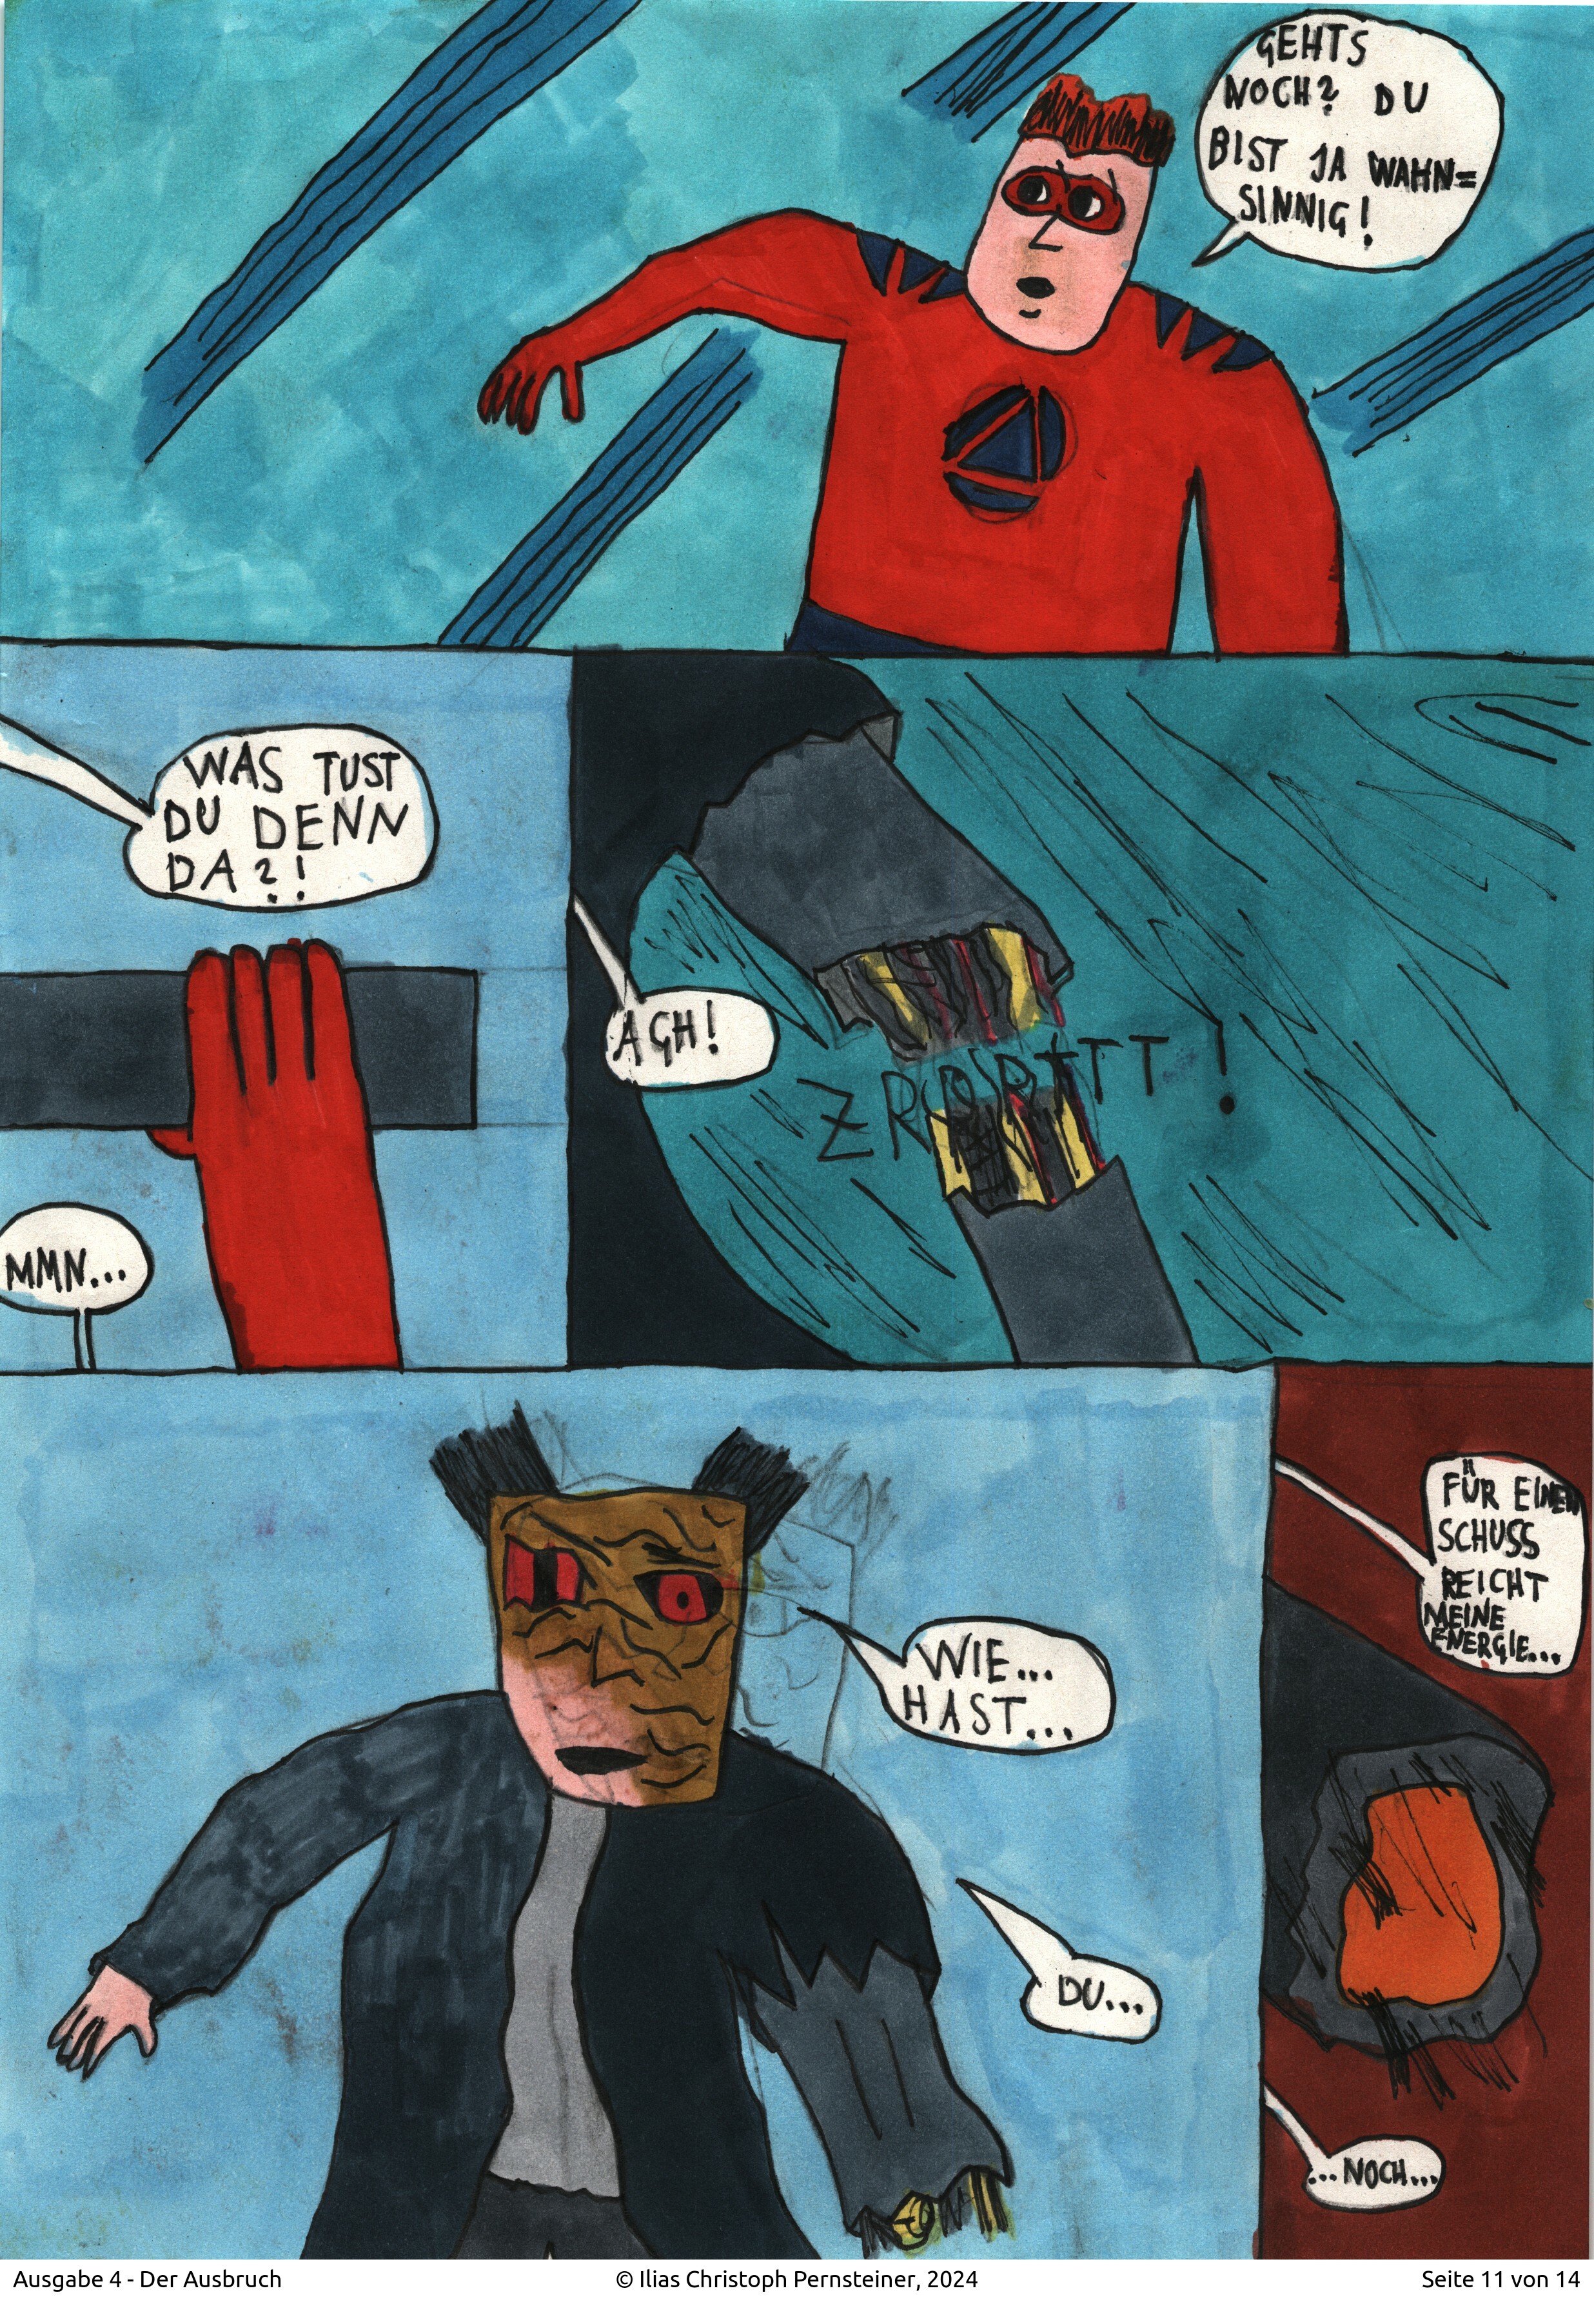 GEHTS
NOCH? DU
BIST JA WAHN=
SINNIG!
WAS TUST
DU DENN
DA?!
MMN...
AGH!
ZRORTTT!
WIE...
HAST...
DU...
FÜR EINEN
SCHUSS
REICHT
MEINE
ENERGIE...
...NOCH...
Ausgabe 4 - Der Ausbruch
© Ilias Christoph Pernsteiner, 2024
Seite 11 von 14